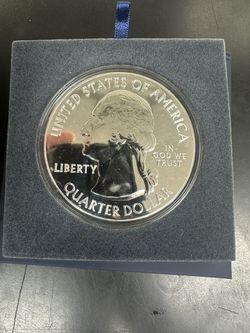 UNITED STATES OF AMERICA
LIBERTY
IN
GOD WE
TRUST
QUARTER DOLLAR